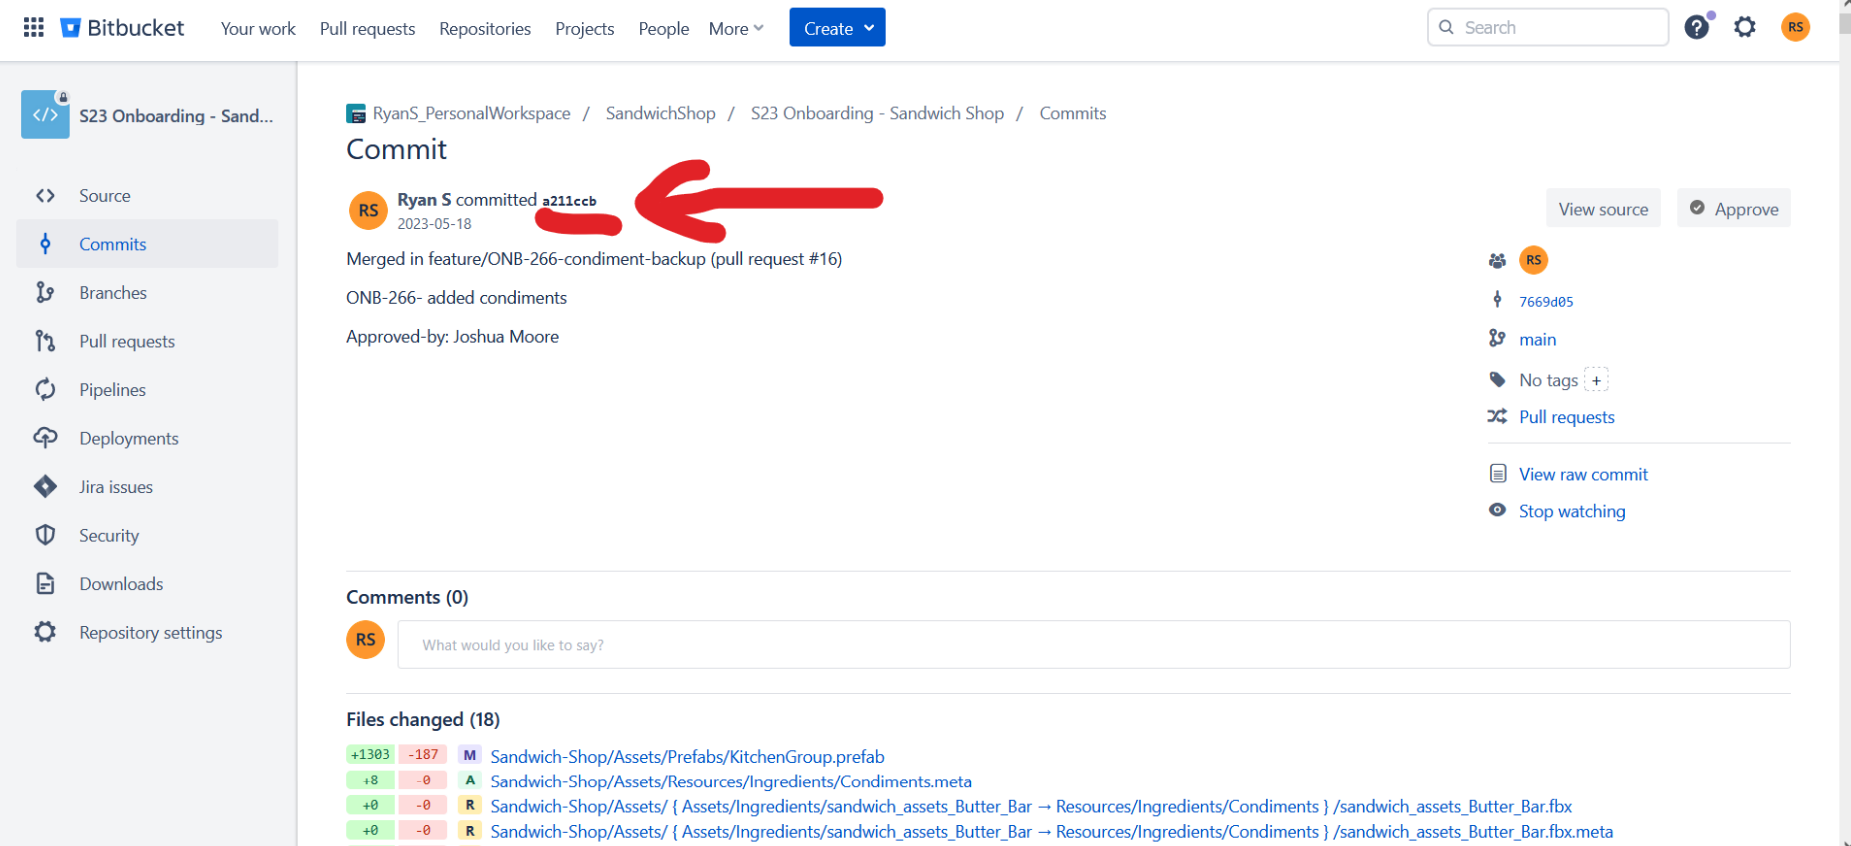 Bitbucket
Your work
Pull requests
Repositories
Projects
People
More
Create
Search
RS
S23 Onboarding - Sand...
Source
Commits
Branches
Pull requests
Pipelines
Deployments
Jira issues
Security
Downloads
Repository settings
RyanS_PersonalWorkspace / SandwichShop / S23 Onboarding - Sandwich Shop / Commits
Commit
RS
Ryan S committed a211ccb
2023-05-18
Merged in feature/ONB-266-condiment-backup (pull request #16)
ONB-266- added condiments
Approved-by: Joshua Moore
View source
Approve
RS
7669d05
main
No tags +
Pull requests
View raw commit
Stop watching
Comments (0)
RS
What would you like to say?
Files changed (18)
+1303 -187 M Sandwich-Shop/Assets/Prefabs/KitchenGroup.prefab
+8 -0 A Sandwich-Shop/Assets/Resources/Ingredients/Condiments.meta
+0 -0 R Sandwich-Shop/Assets/ { Assets/Ingredients/sandwich_assets_Butter_Bar → Resources/Ingredients/Condiments } /sandwich_assets_Butter_Bar.fbx
+0 -0 R Sandwich-Shop/Assets/ { Assets/Ingredients/sandwich_assets_Butter_Bar → Resources/Ingredients/Condiments } /sandwich_assets_Butter_Bar.fbx.meta